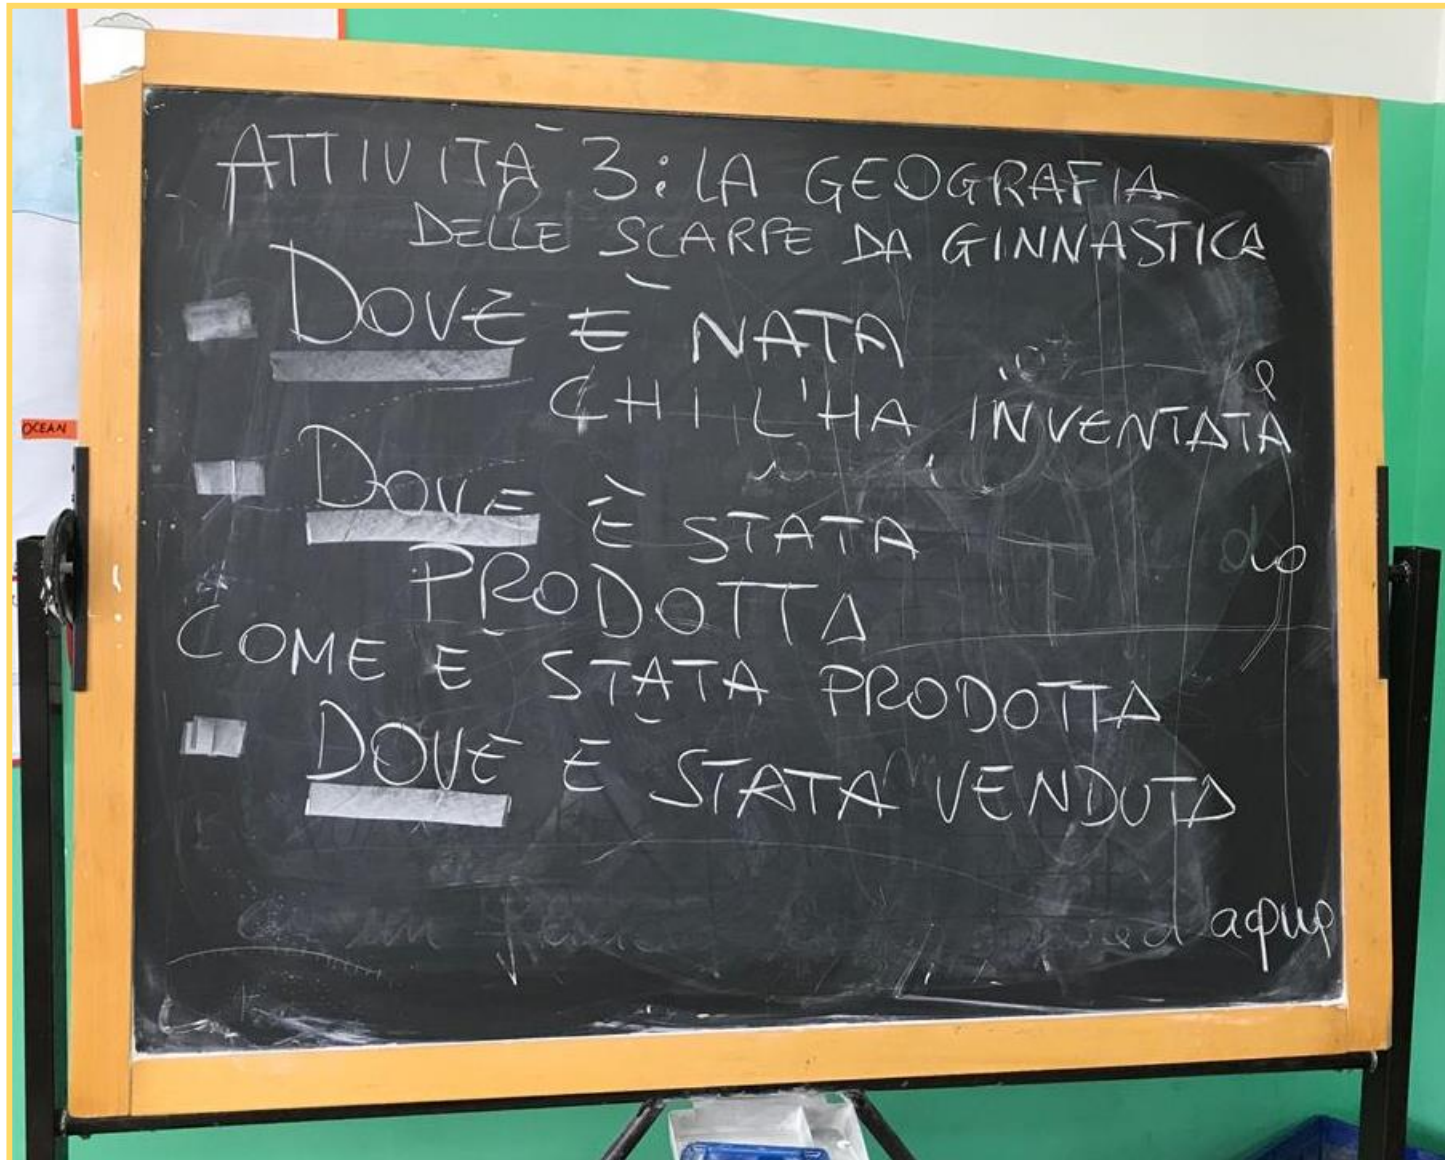 OCEAN
ATTIVITÀ 3: LA GEOGRAFIA
DELLE SCARPE DA GINNASTICA
DOVE È NATA
CHI L'HA INVENTATA
DOVE È STATA
PRODOTTA
COME È STATA PRODOTTA
DOVE È STATA VENDUTA